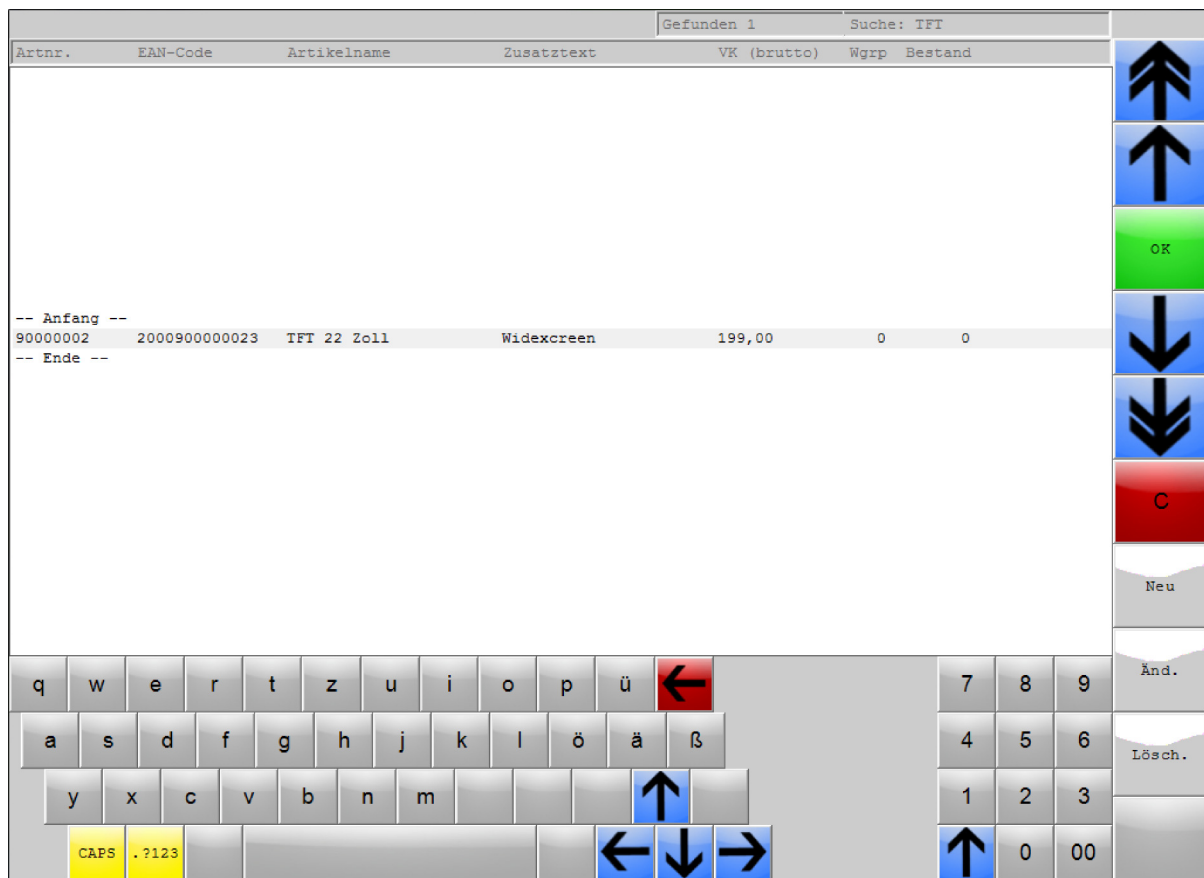 Gefunden 1 Suche: TFT
Artnr. EAN-Code Artikelname Zusatztext VK (brutto) Wgrp Bestand
OK
-- Anfang --
90000002 2000900000023 TFT 22 Zoll Widexcreen 199,00 0 0
-- Ende --
C
Neu
Änd.
Lösch.
q w e r t z u i o p ü 7 8 9
a s d f g h j k l ö ä ß 4 5 6
y x c v b n m 1 2 3
CAPS .?123 0 00